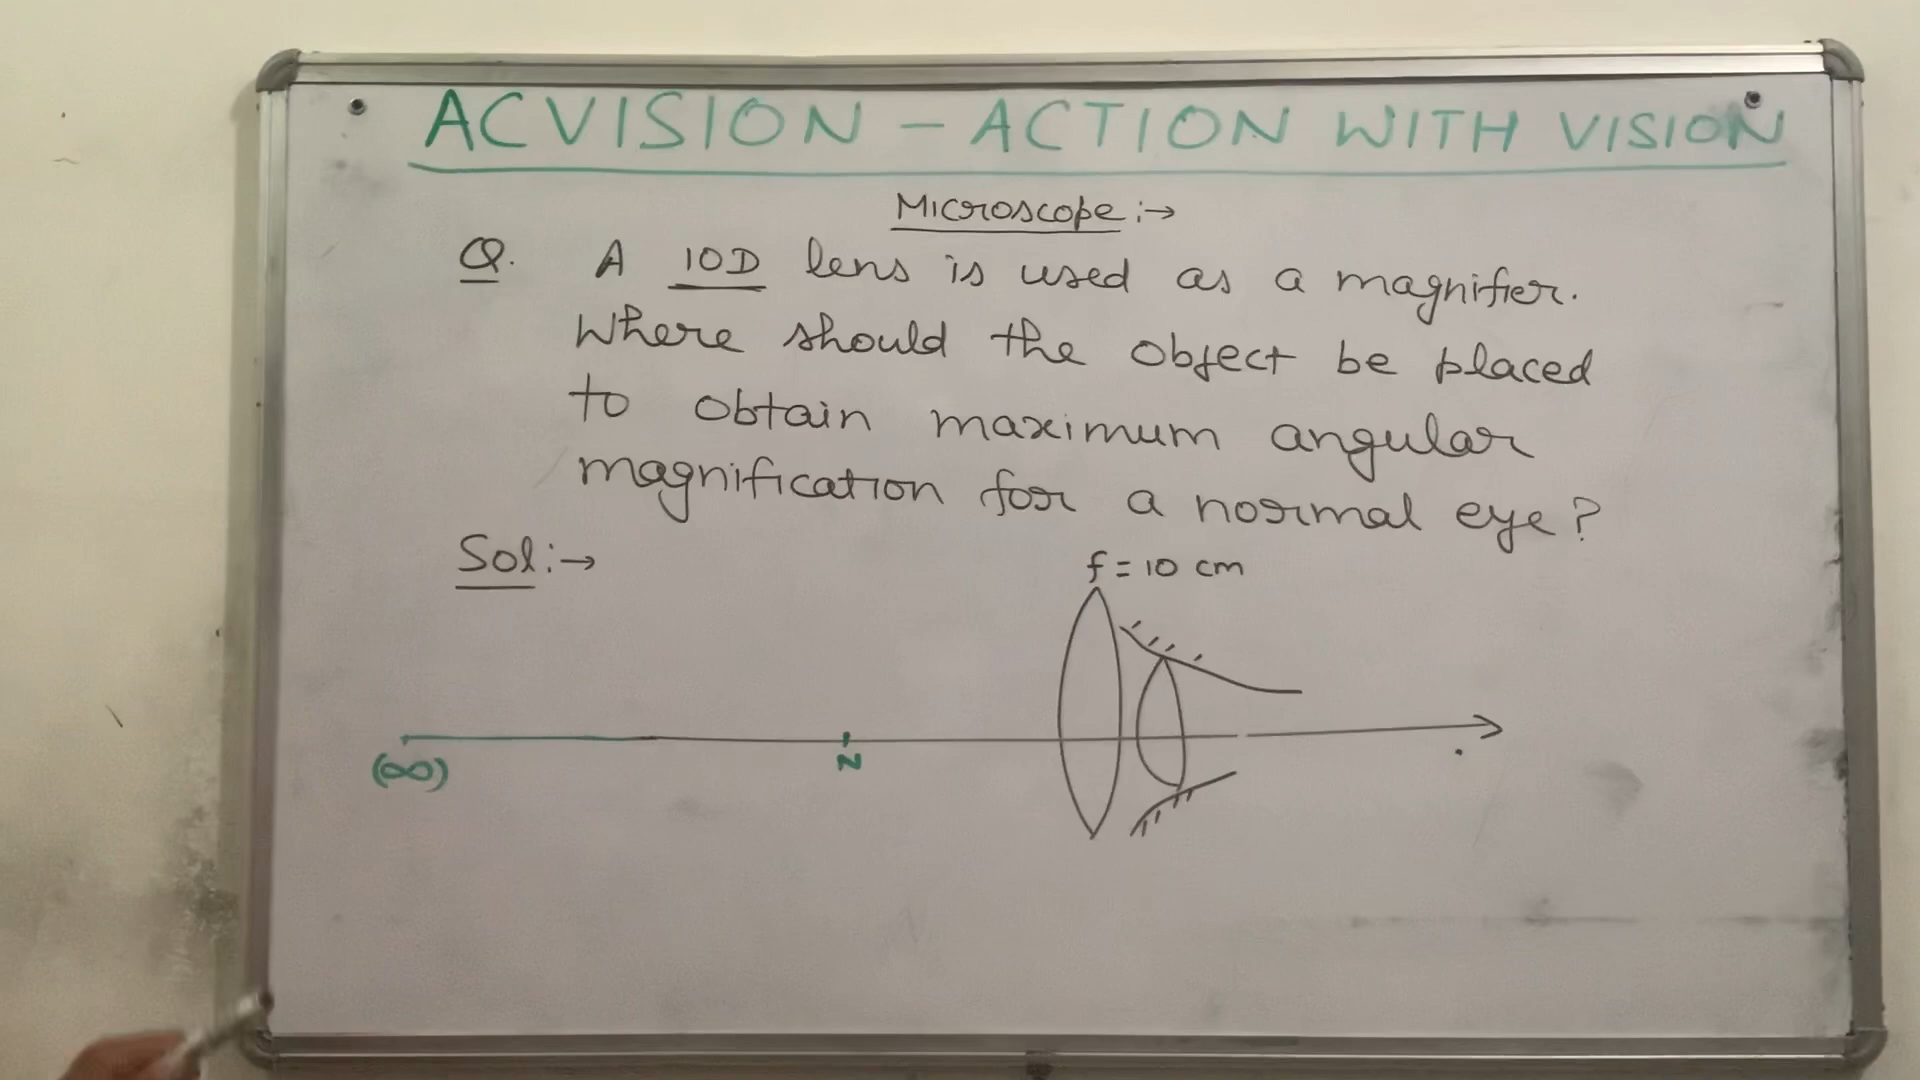 ACVISION - ACTION WITH VISION
Microscope :→
Q. A 10D lens is used as a magnifier.
Where should the object be placed
to obtain maximum angular
magnification for a normal eye?
Sol :→
f = 10 cm
(∞) N